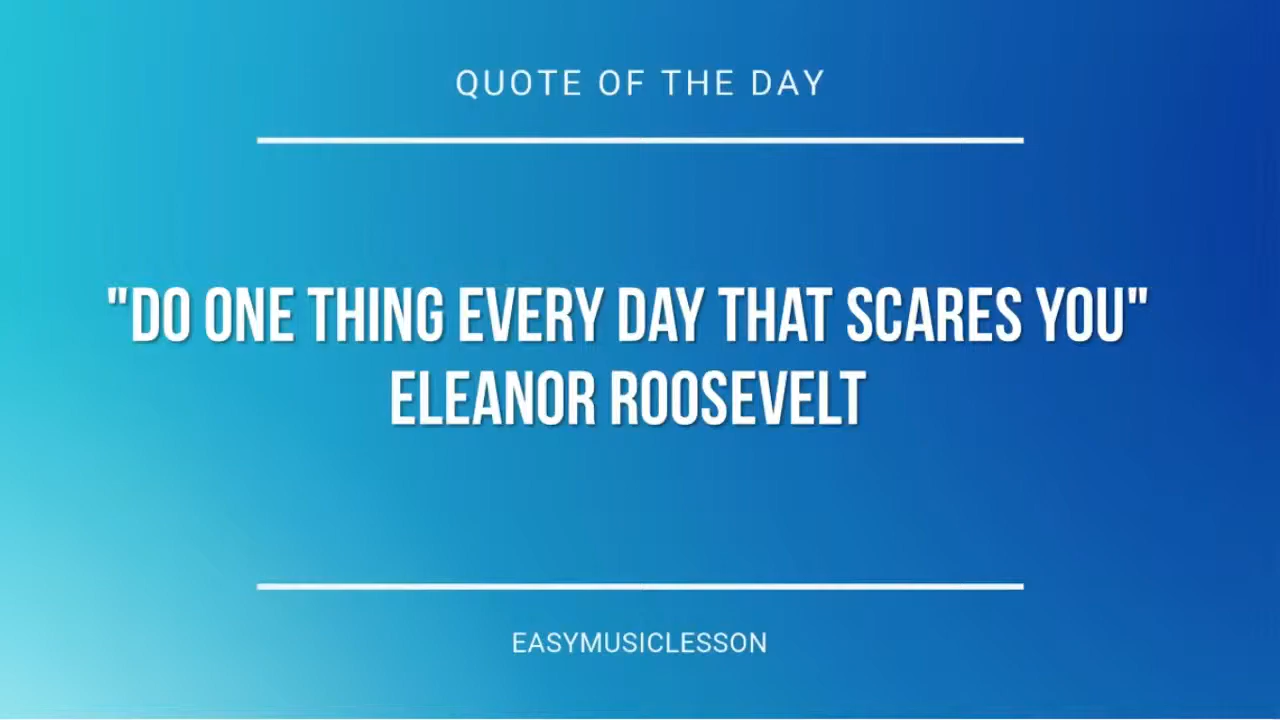 QUOTE OF THE DAY
"DO ONE THING EVERY DAY THAT SCARES YOU"
ELEANOR ROOSEVELT
EASYMUSICLESSON